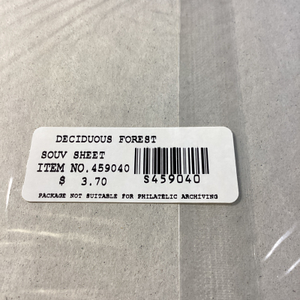 DECIDUOUS FOREST
SOUV SHEET
ITEM NO. 459040
$ 3.70
S459040
PACKAGE NOT SUITABLE FOR PHILATELIC ARCHIVING